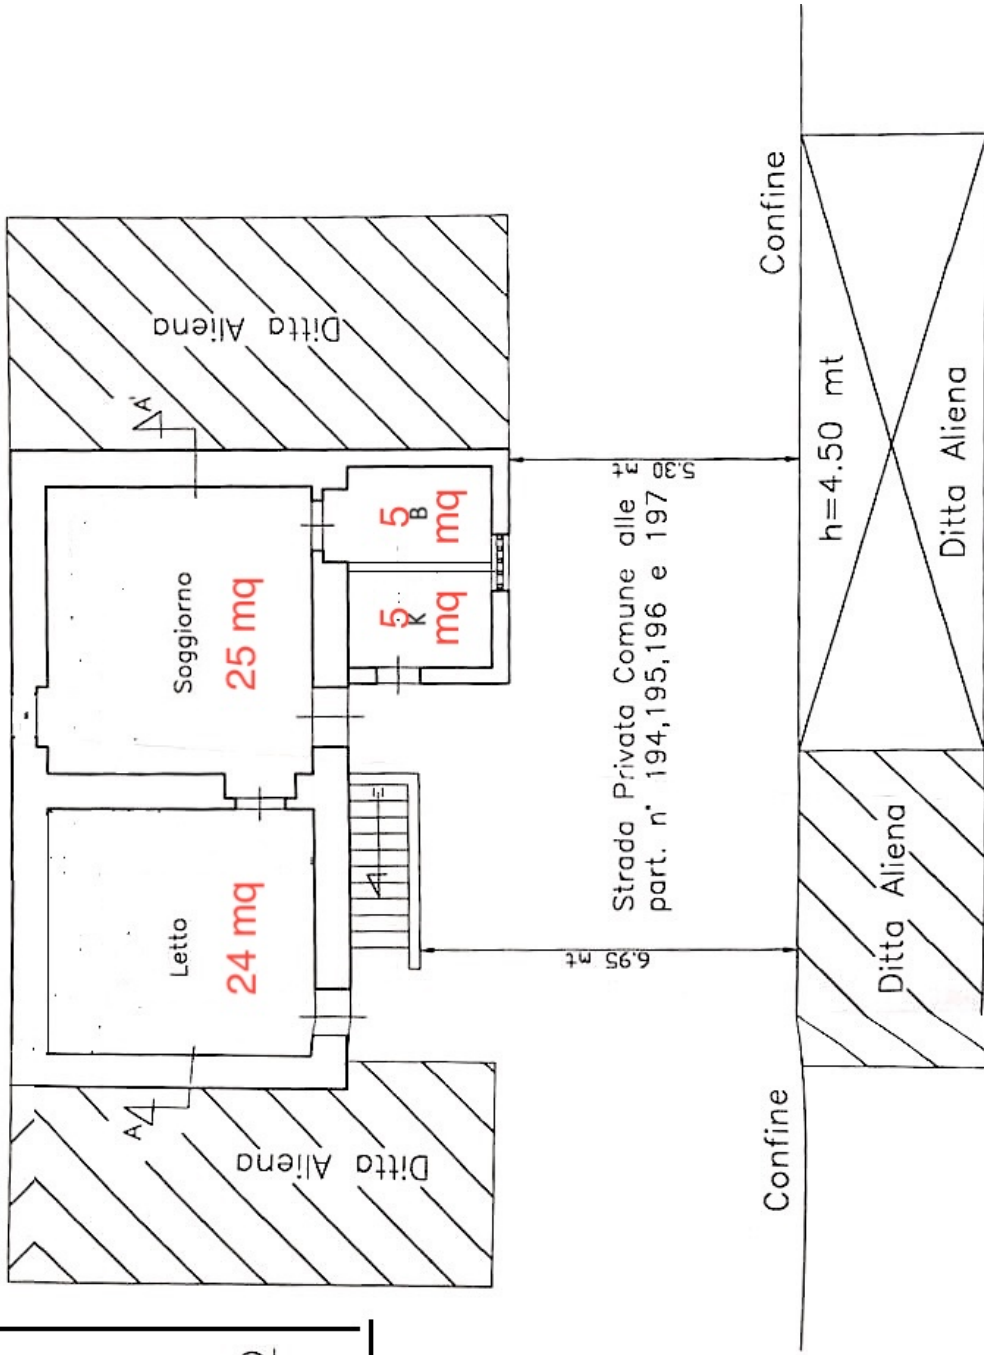 Ditta
Aliena
A'
Soggiorno
25 mq
5
B
mq
5
K
mq
Letto
24 mq
A
Ditta
Aliena
5.30 mt
6.95 mt
Strada Privata Comune alle
part. n° 194,195,196 e 197
Confine
Confine
h=4.50 mt
Ditta Aliena
Ditta Aliena